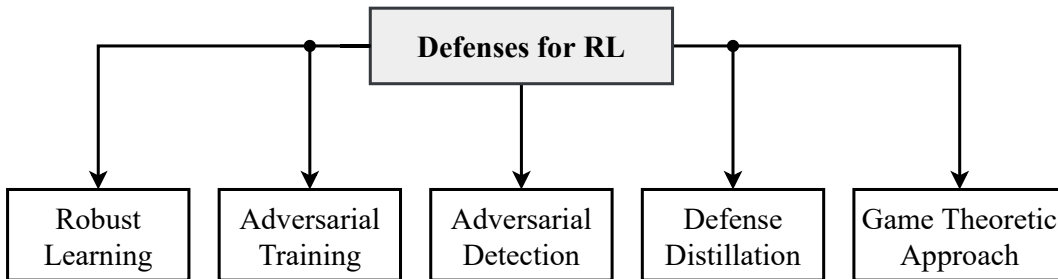 Defenses for RL
Robust
Learning
Adversarial
Training
Adversarial
Detection
Defense
Distillation
Game Theoretic
Approach